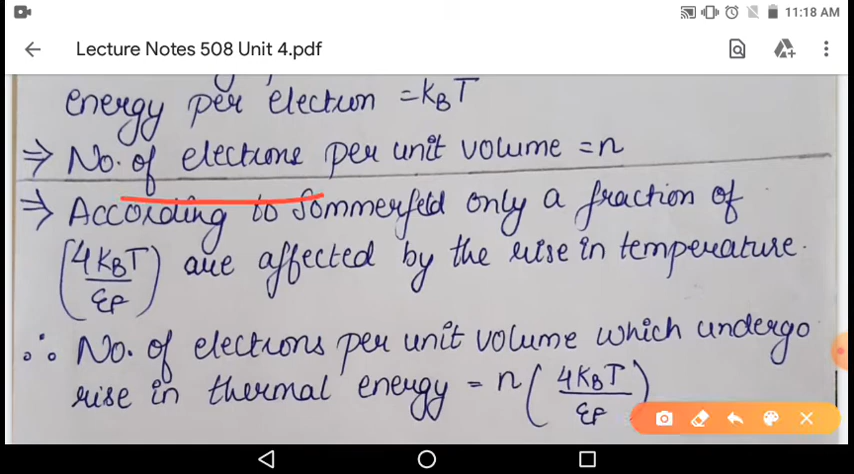 11:18 AM
Lecture Notes 508 Unit 4.pdf
energy per electron = KBT
⇒ No. of electrons per unit volume = n
⇒ According to Sommerfeld only a fraction of
(4KBT/εF) are affected by the rise in temperature.
∴ No. of electrons per unit volume which undergo
rise in thermal energy = n(4KBT/εF)